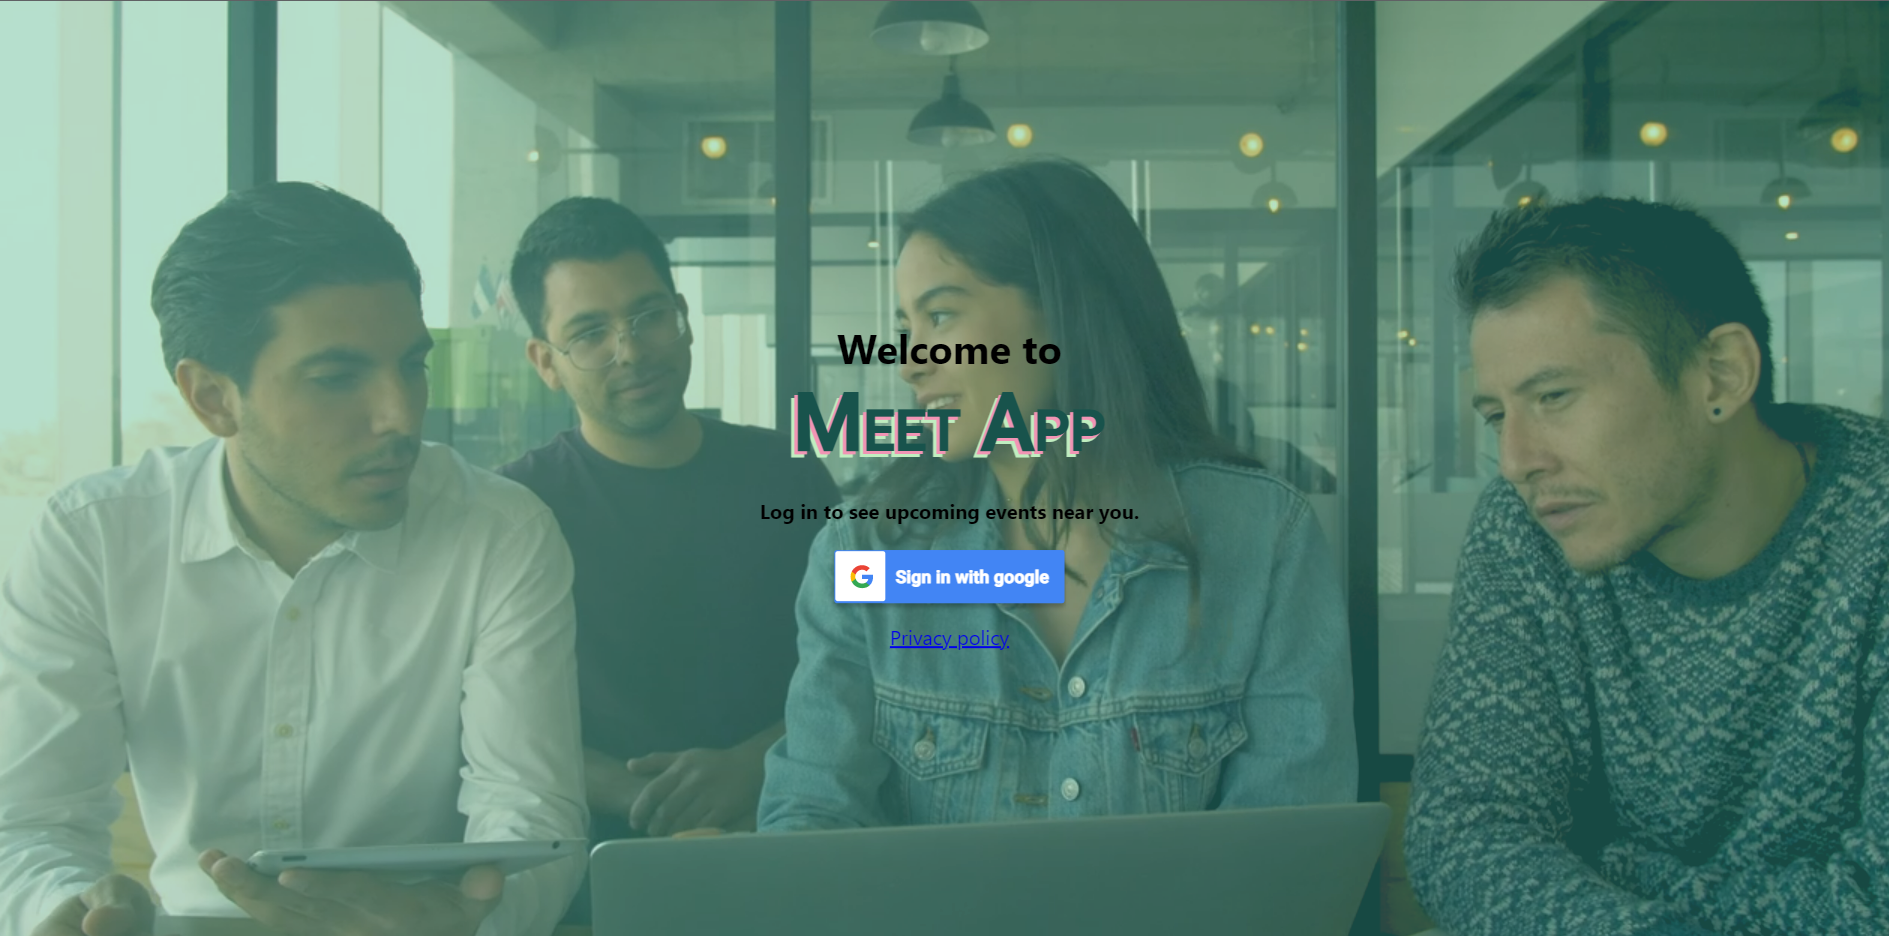 Welcome to
MEET APP
Log in to see upcoming events near you.
Sign in with google
Privacy policy